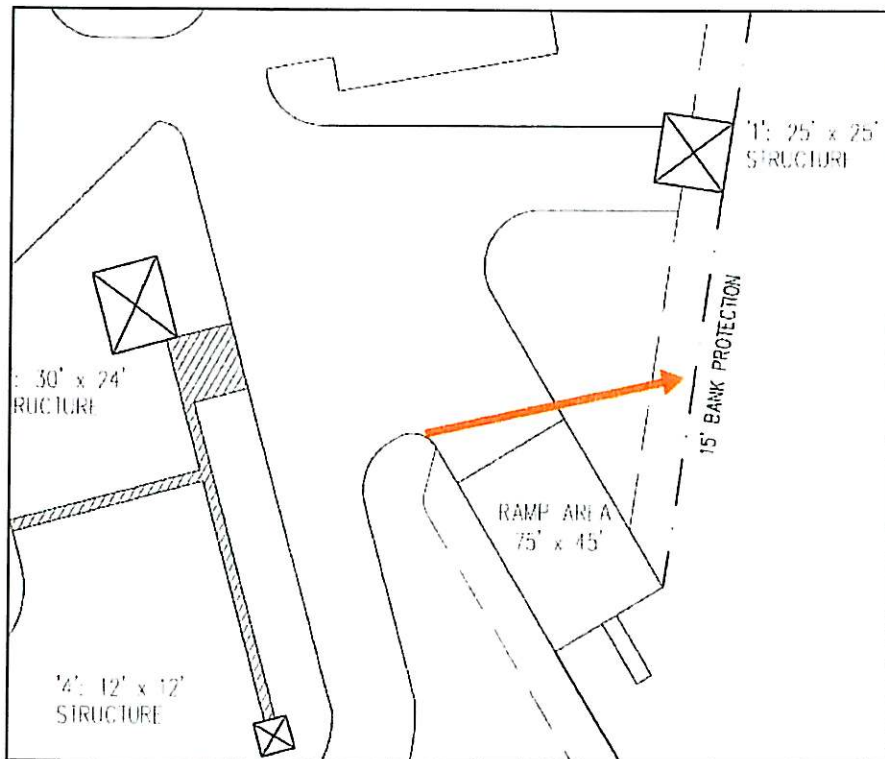 '1': 25' x 25'
STRUCTURE
15' BANK PROTECTION
: 30' x 24'
RUCTURE
RAMP AREA
75' x 45'
'4': 12' x 12'
STRUCTURE